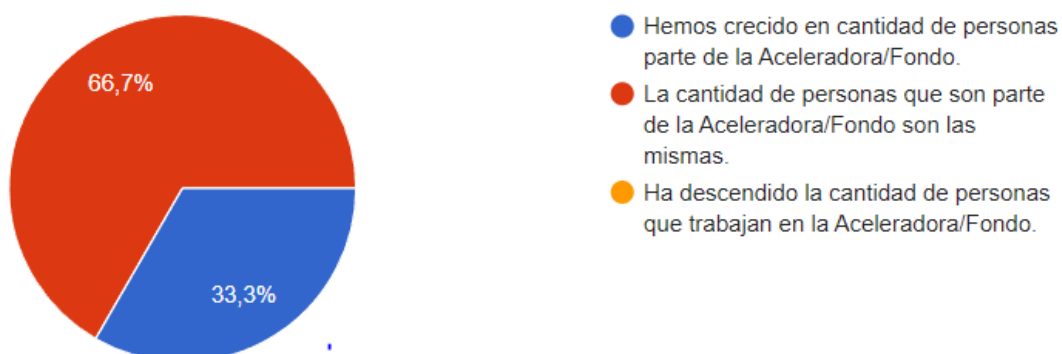 66,7%
33,3%
Hemos crecido en cantidad de personas
parte de la Aceleradora/Fondo.
La cantidad de personas que son parte
de la Aceleradora/Fondo son las
mismas.
Ha descendido la cantidad de personas
que trabajan en la Aceleradora/Fondo.